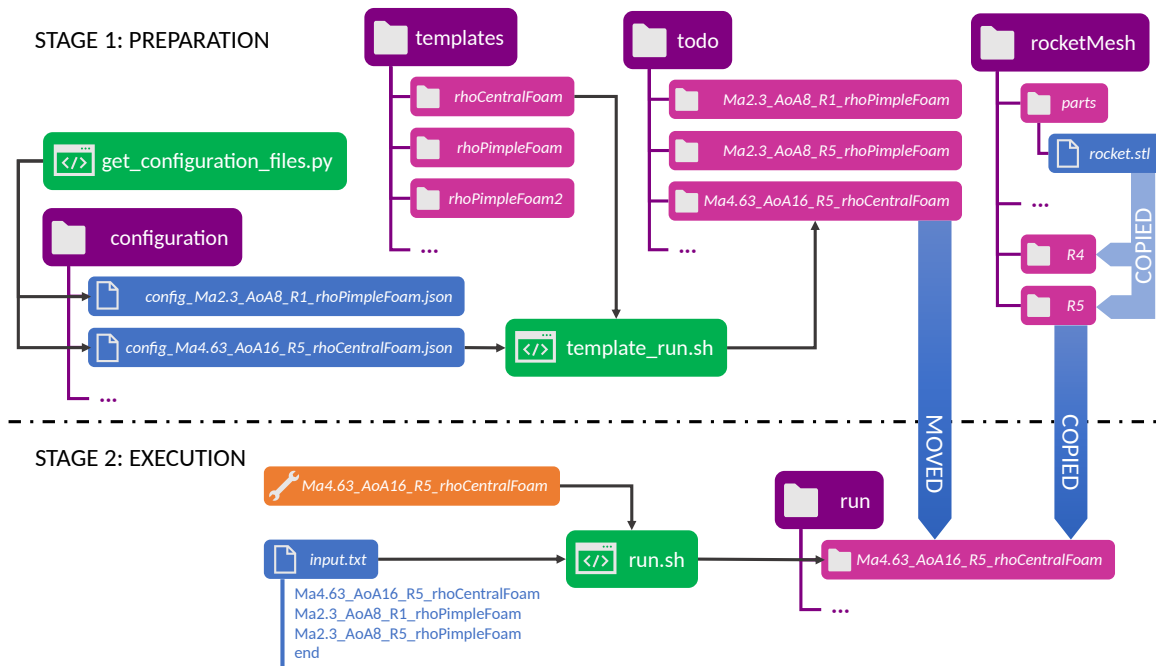 STAGE 1: PREPARATION
templates
rhoCentralFoam
rhoPimpleFoam
rhoPimpleFoam2
...
todo
Ma2.3_AoA8_R1_rhoPimpleFoam
Ma2.3_AoA8_R5_rhoPimpleFoam
Ma4.63_AoA16_R5_rhoCentralFoam
...
rocketMesh
parts
rocket.stl
...
R4
R5
COPIED
</> get_configuration_files.py
configuration
config_Ma2.3_AoA8_R1_rhoPimpleFoam.json
config_Ma4.63_AoA16_R5_rhoCentralFoam.json
...
</> template_run.sh
MOVED
COPIED
STAGE 2: EXECUTION
Ma4.63_AoA16_R5_rhoCentralFoam
input.txt
Ma4.63_AoA16_R5_rhoCentralFoam
Ma2.3_AoA8_R1_rhoPimpleFoam
Ma2.3_AoA8_R5_rhoPimpleFoam
end
</> run.sh
run
Ma4.63_AoA16_R5_rhoCentralFoam
...